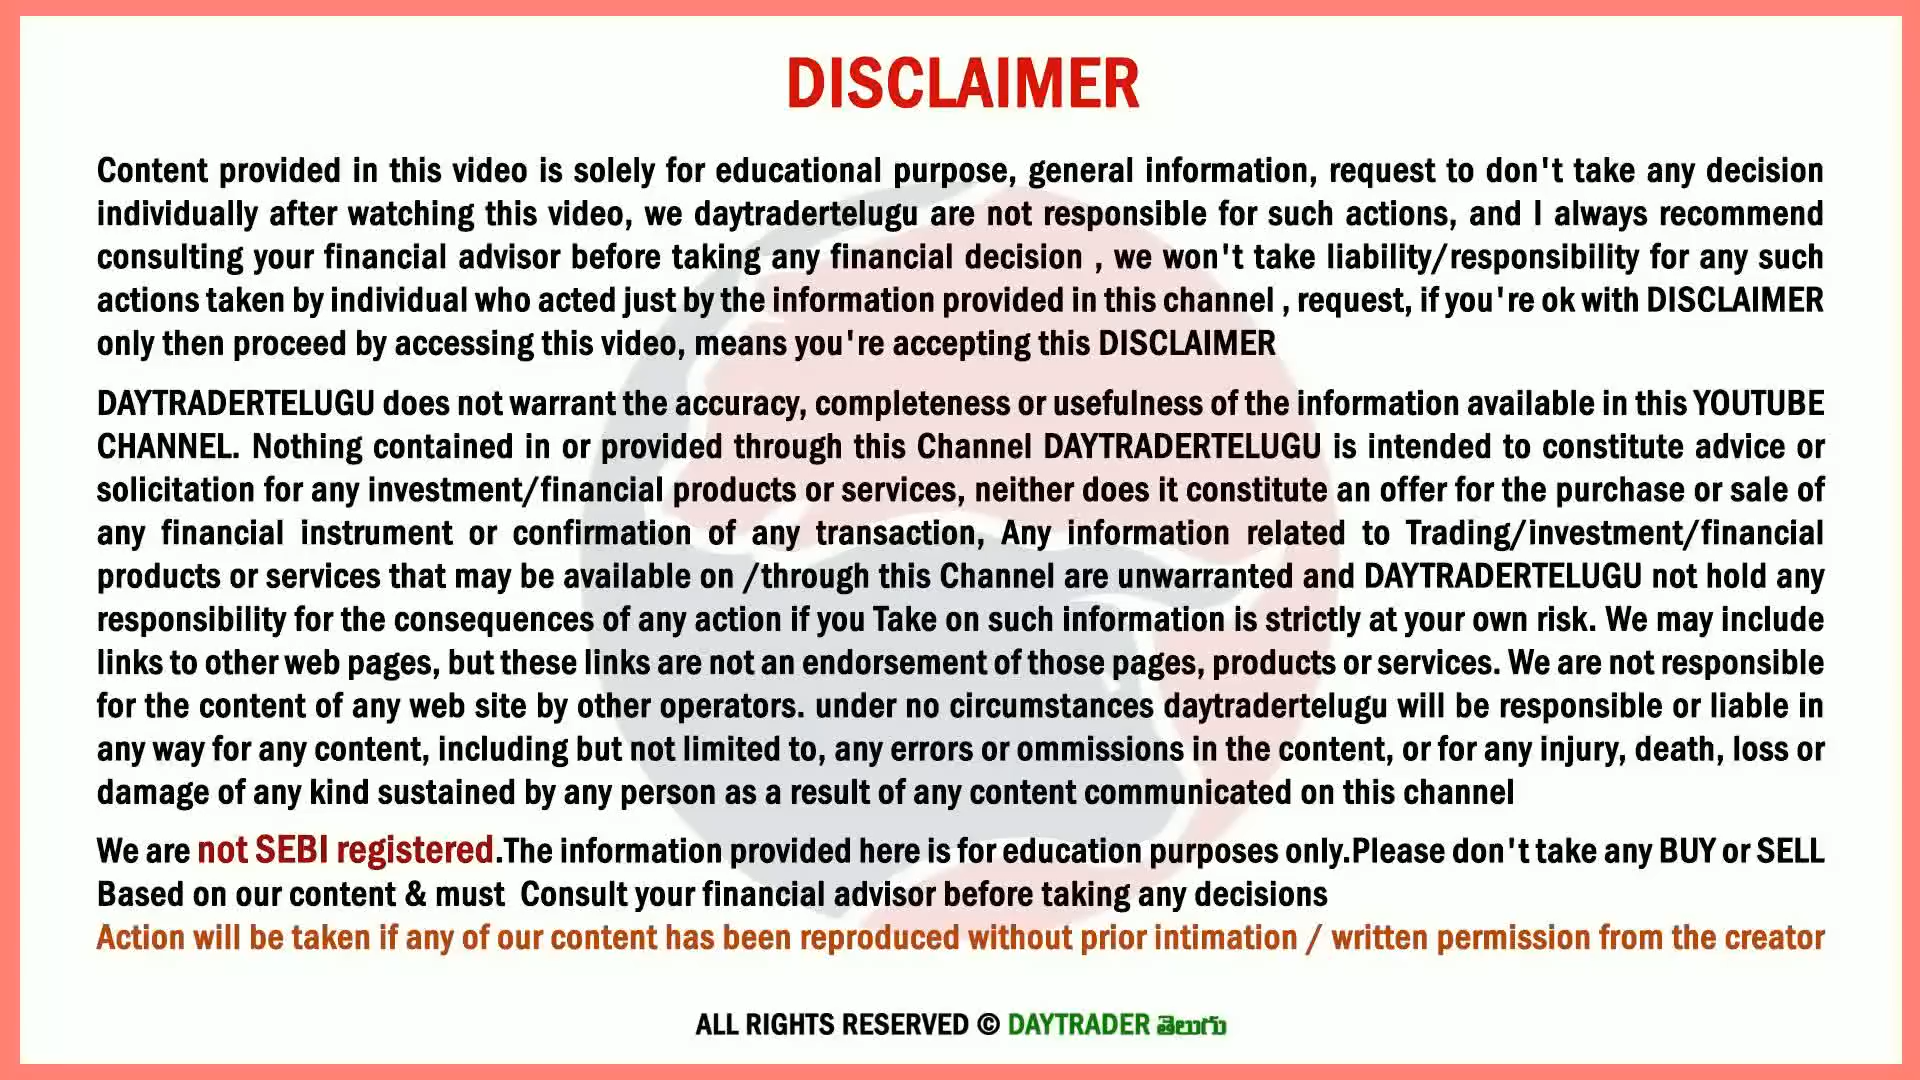 DISCLAIMER
Content provided in this video is solely for educational purpose, general information, request to don't take any decision
individually after watching this video, we daytradertelugu are not responsible for such actions, and I always recommend
consulting your financial advisor before taking any financial decision , we won't take liability/responsibility for any such
actions taken by individual who acted just by the information provided in this channel , request, if you're ok with DISCLAIMER
only then proceed by accessing this video, means you're accepting this DISCLAIMER
DAYTRADERTELUGU does not warrant the accuracy, completeness or usefulness of the information available in this YOUTUBE
CHANNEL. Nothing contained in or provided through this Channel DAYTRADERTELUGU is intended to constitute advice or
solicitation for any investment/financial products or services, neither does it constitute an offer for the purchase or sale of
any financial instrument or confirmation of any transaction, Any information related to Trading/investment/financial
products or services that may be available on /through this Channel are unwarranted and DAYTRADERTELUGU not hold any
responsibility for the consequences of any action if you Take on such information is strictly at your own risk. We may include
links to other web pages, but these links are not an endorsement of those pages, products or services. We are not responsible
for the content of any web site by other operators. under no circumstances daytradertelugu will be responsible or liable in
any way for any content, including but not limited to, any errors or ommissions in the content, or for any injury, death, loss or
damage of any kind sustained by any person as a result of any content communicated on this channel
We are not SEBI registered.The information provided here is for education purposes only.Please don't take any BUY or SELL
Based on our content & must Consult your financial advisor before taking any decisions
Action will be taken if any of our content has been reproduced without prior intimation / written permission from the creator
ALL RIGHTS RESERVED © DAYTRADER తెలుగు